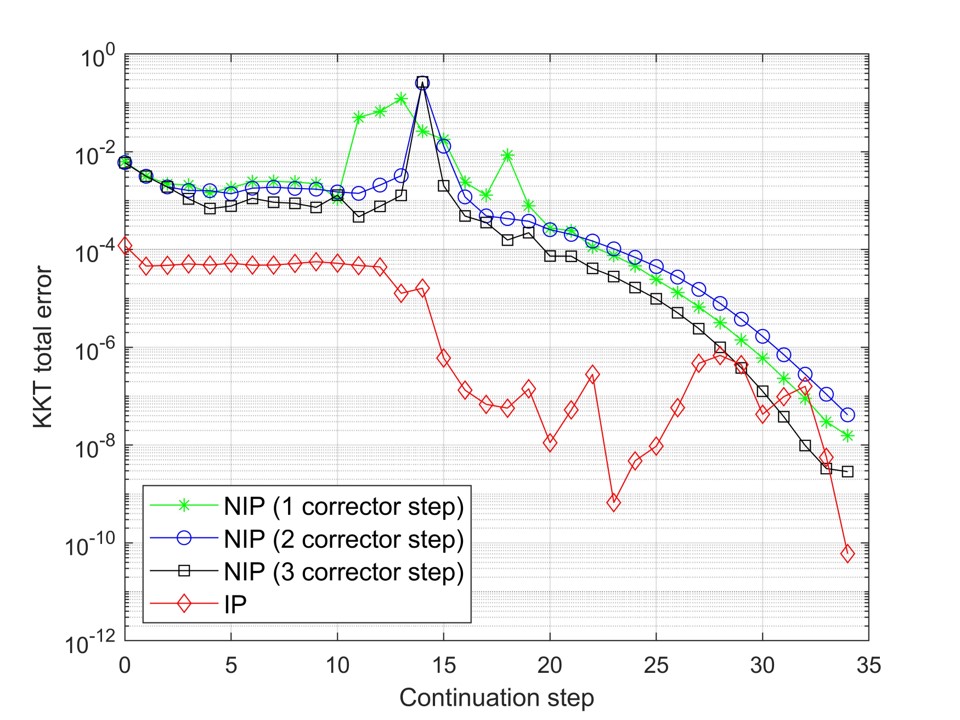 10^0
10^-2
10^-4
10^-6
10^-8
10^-10
10^-12
KKT total error
NIP (1 corrector step)
NIP (2 corrector step)
NIP (3 corrector step)
IP
0 5 10 15 20 25 30 35
Continuation step